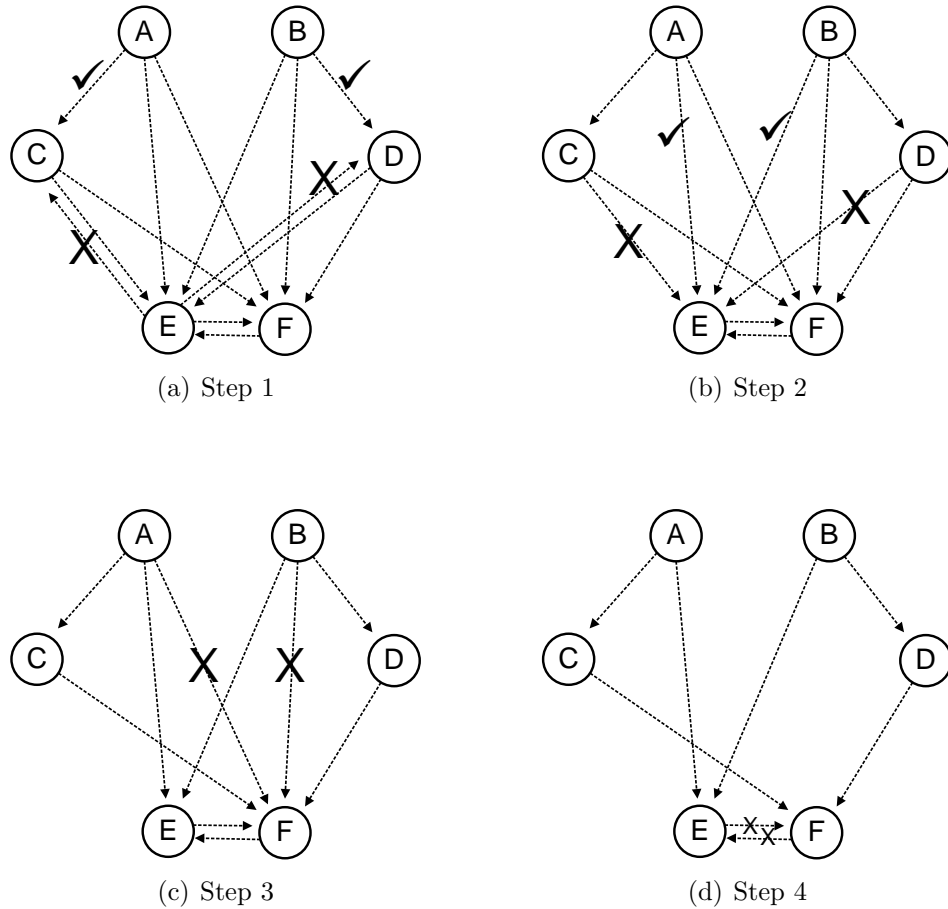 A B
C D
X X
E F
(a) Step 1
A B
C D
X X
E F
(b) Step 2
A B
C D
X X
E F
(c) Step 3
A B
C D
E X X F
(d) Step 4